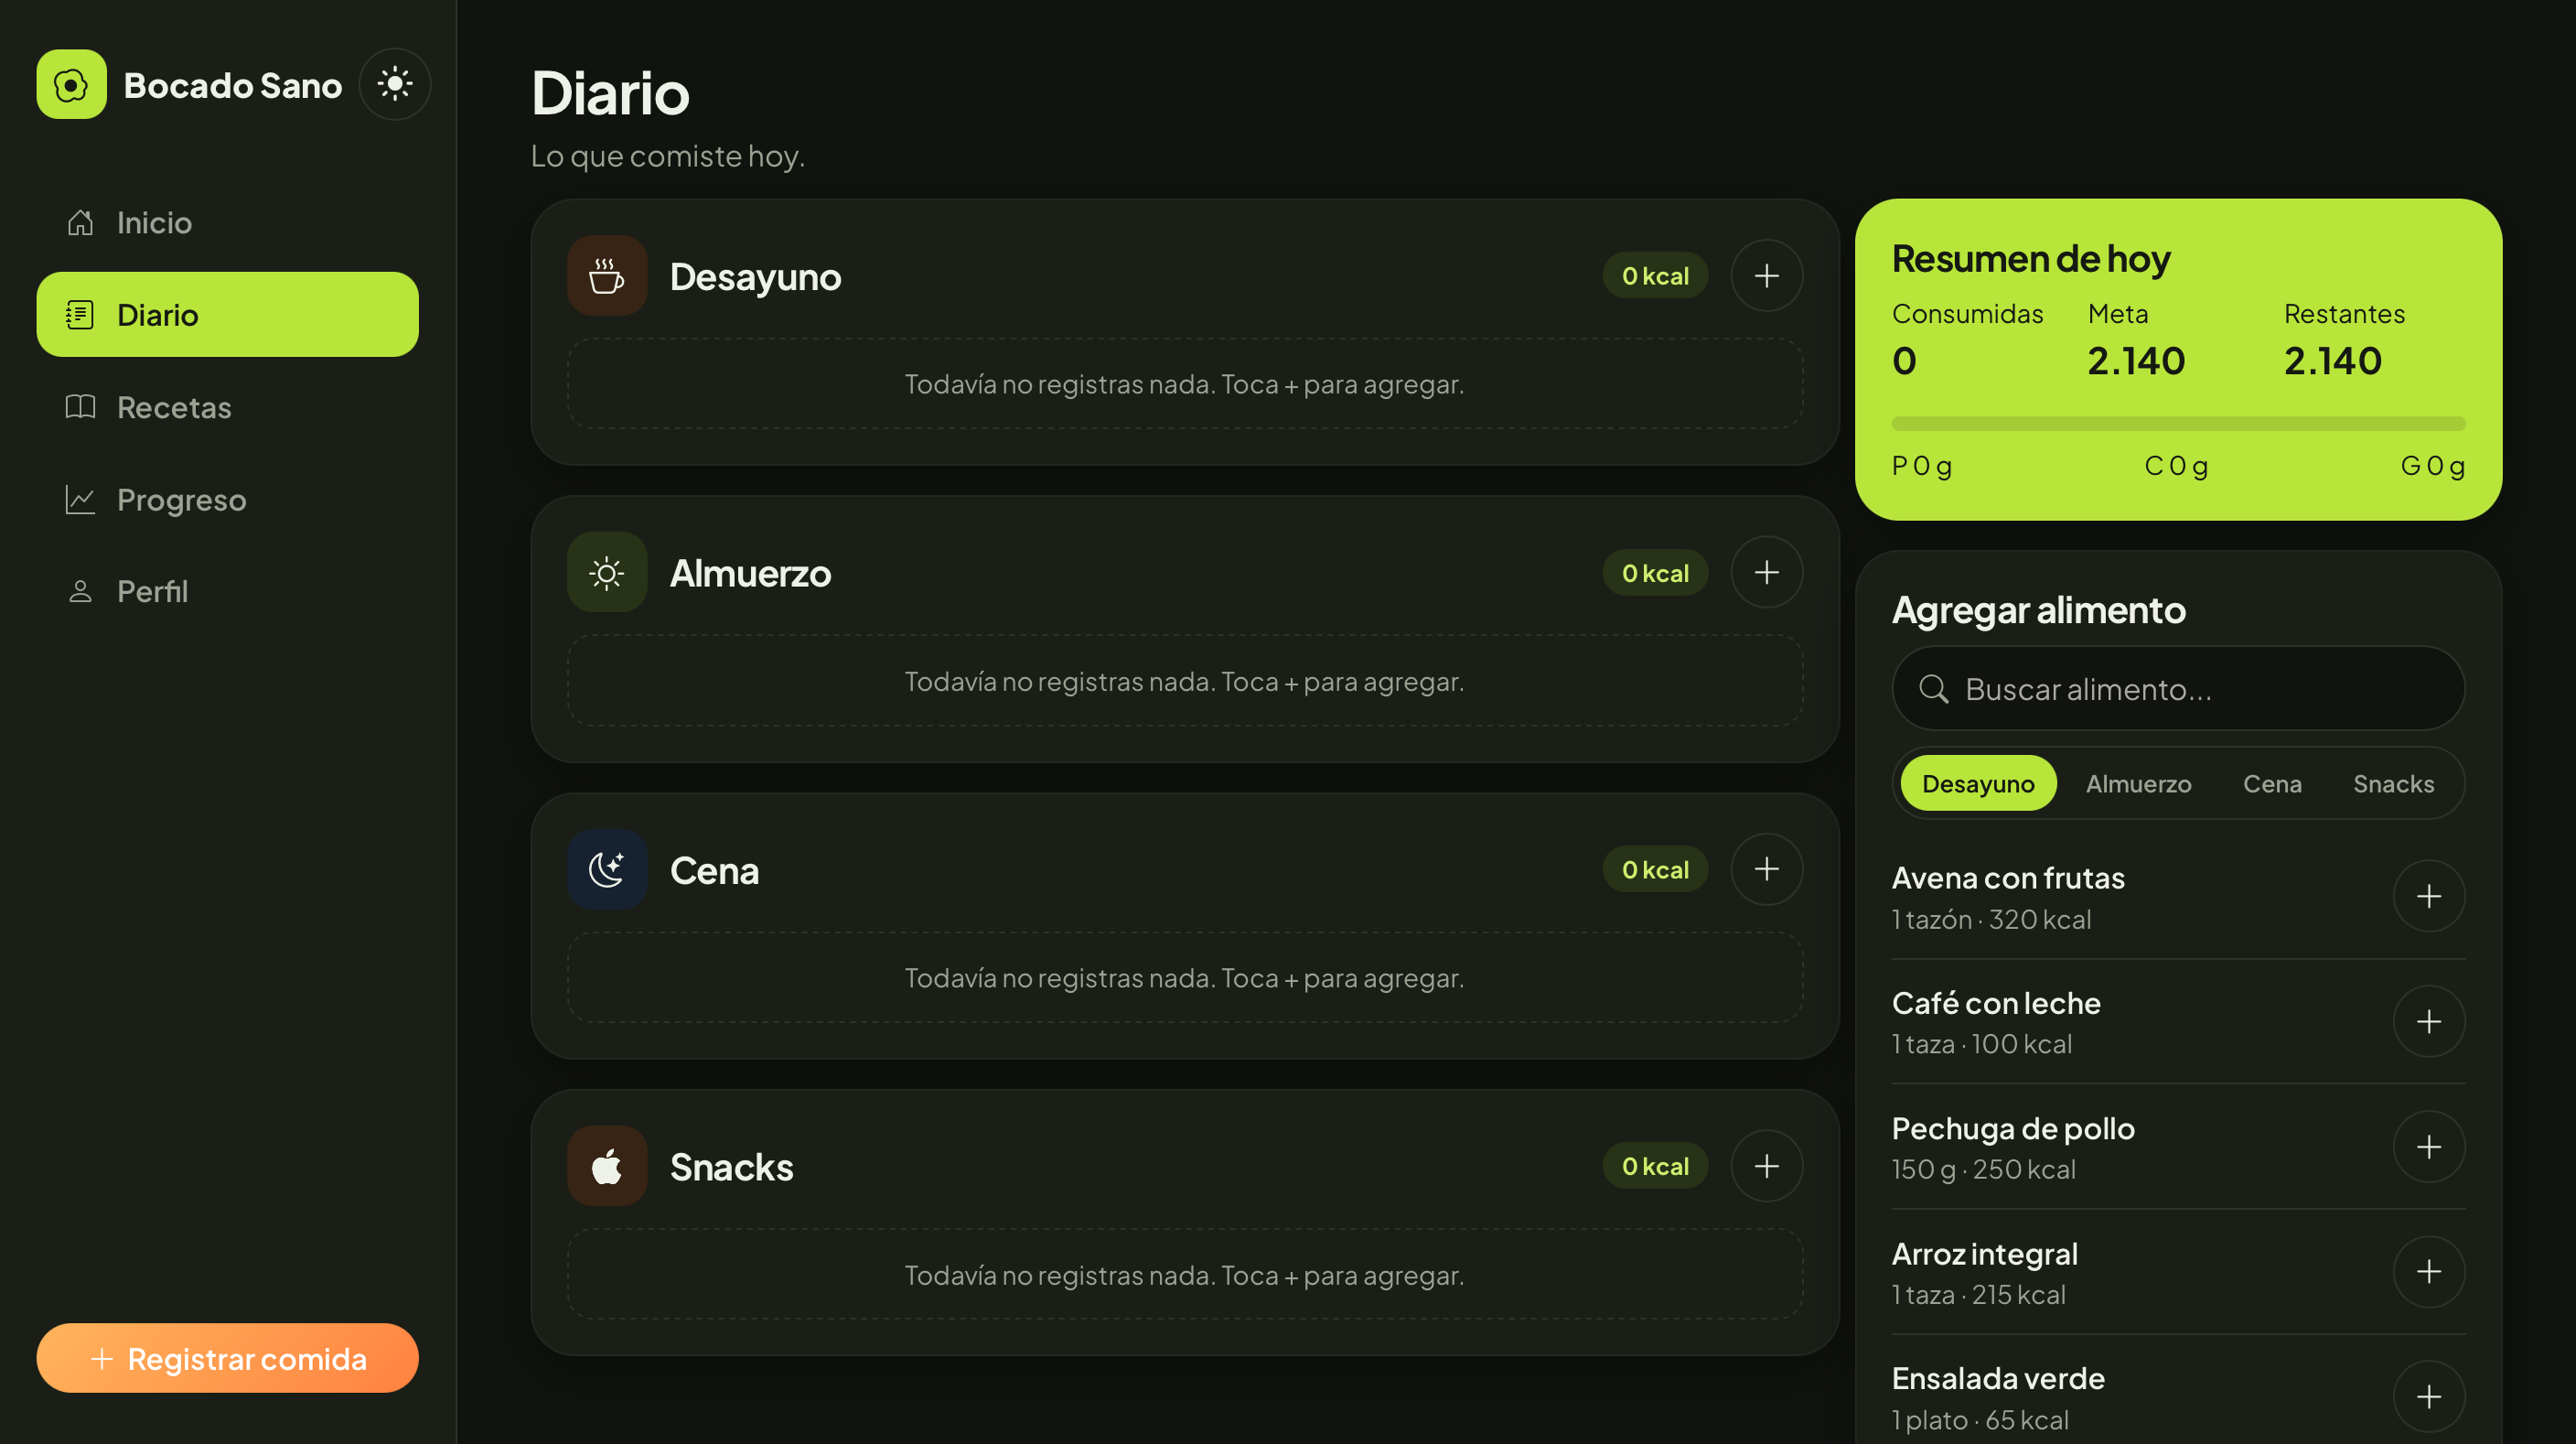 Bocado Sano
Inicio
Diario
Recetas
Progreso
Perfil
+ Registrar comida
Diario
Lo que comiste hoy.
Desayuno
0 kcal
Todavía no registras nada. Toca + para agregar.
Almuerzo
0 kcal
Todavía no registras nada. Toca + para agregar.
Cena
0 kcal
Todavía no registras nada. Toca + para agregar.
Snacks
0 kcal
Todavía no registras nada. Toca + para agregar.
Resumen de hoy
Consumidas Meta Restantes
0 2.140 2.140
P 0 g C 0 g G 0 g
Agregar alimento
Buscar alimento...
Desayuno Almuerzo Cena Snacks
Avena con frutas
1 tazón · 320 kcal
Café con leche
1 taza · 100 kcal
Pechuga de pollo
150 g · 250 kcal
Arroz integral
1 taza · 215 kcal
Ensalada verde
1 plato · 65 kcal